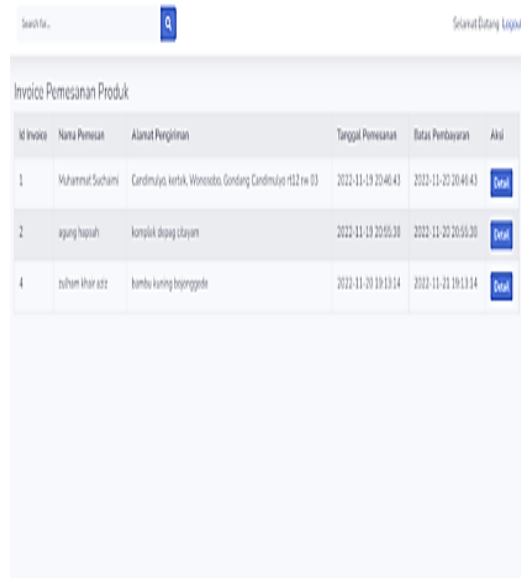 Search for...
Selamat Datang Logout
Invoice Pemesanan Produk
Id Invoice Nama Pemesan Alamat Pengiriman Tanggal Pemesanan Batas Pembayaran Aksi
1 Muhammat Suchaimi Candimulyo, kertek, Wonosobo, Gondang Candimulyo rt12 rw 03 2022-11-19 20:46:43 2022-11-20 20:46:43 Detail
2 agung hapsah komplek depag citayam 2022-11-19 20:55:38 2022-11-20 20:55:38 Detail
4 zulham khair aziz bambu kuning bojonggede 2022-11-20 19:13:14 2022-11-21 19:13:14 Detail